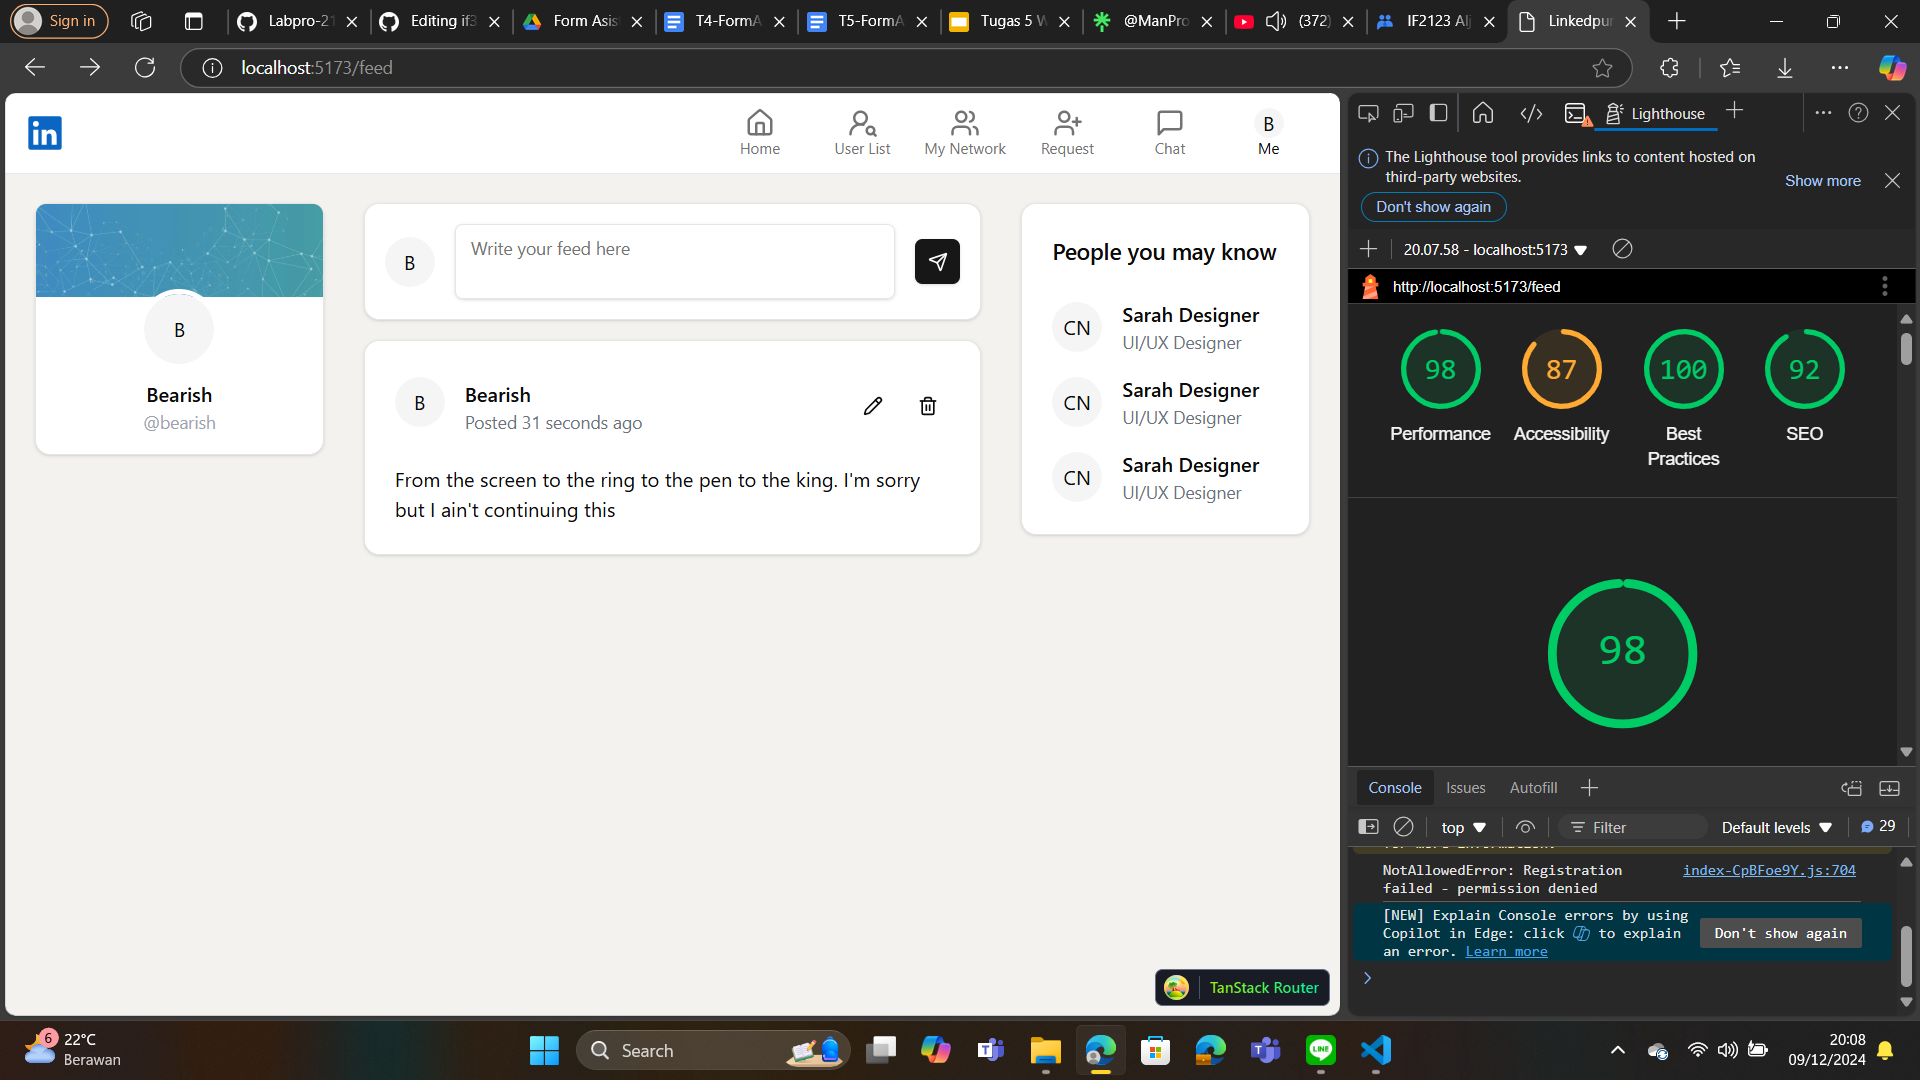 Sign in
Labpro-21
Editing if3
Form Asis
T4-FormA
T5-FormA
Tugas 5 W
@ManPro
(372)
IF2123 Alj
Linkedpur
localhost:5173/feed
in
Home
User List
My Network
Request
Chat
B
Me
B
Bearish
@bearish
B
Write your feed here
B
Bearish
Posted 31 seconds ago
From the screen to the ring to the pen to the king. I'm sorry
but I ain't continuing this
People you may know
CN
Sarah Designer
UI/UX Designer
CN
Sarah Designer
UI/UX Designer
CN
Sarah Designer
UI/UX Designer
TanStack Router
Lighthouse
The Lighthouse tool provides links to content hosted on
third-party websites.
Show more
Don't show again
20.07.58 - localhost:5173
http://localhost:5173/feed
98
87
100
92
Performance
Accessibility
Best
Practices
SEO
98
Console
Issues
Autofill
top
Filter
Default levels
29
for more information.
NotAllowedError: Registration
failed - permission denied
index-CpBFoe9Y.js:704
[NEW] Explain Console errors by using
Copilot in Edge: click to explain
an error. Learn more
Don't show again
6
22°C
Berawan
Search
LINE
20:08
09/12/2024